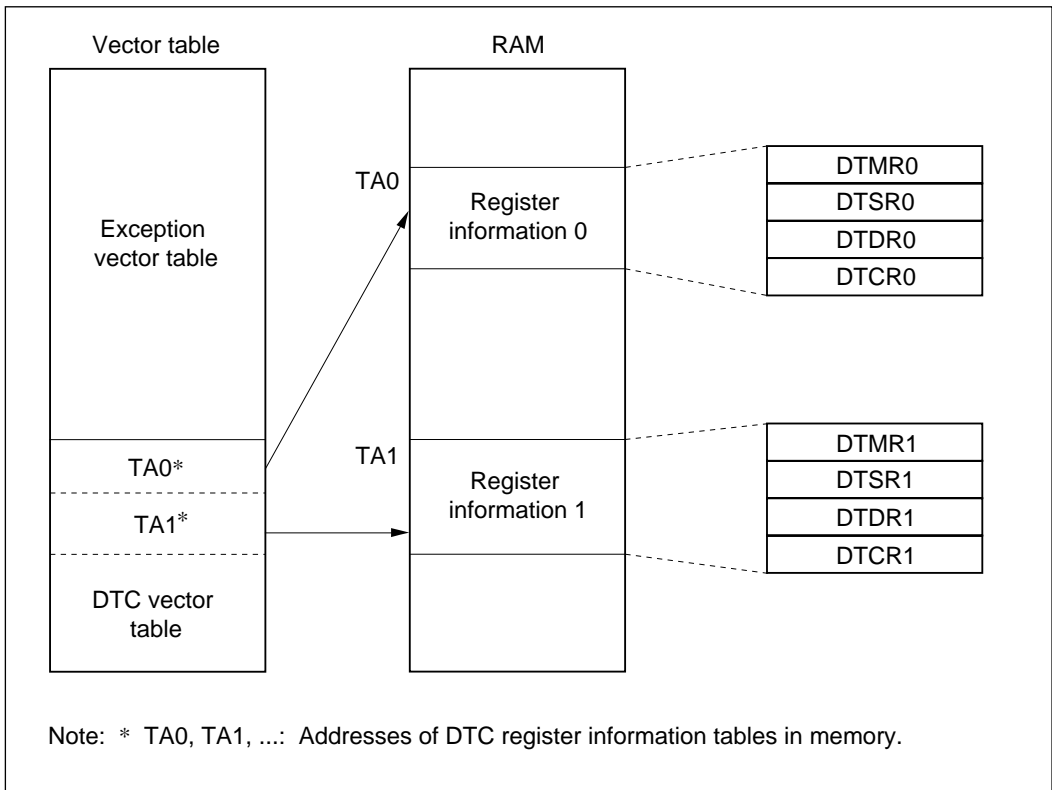 Vector table
RAM
Exception
vector table
TA0*
TA1*
DTC vector
table
TA0
Register
information 0
TA1
Register
information 1
DTMR0
DTSR0
DTDR0
DTCR0
DTMR1
DTSR1
DTDR1
DTCR1
Note: * TA0, TA1, ...: Addresses of DTC register information tables in memory.